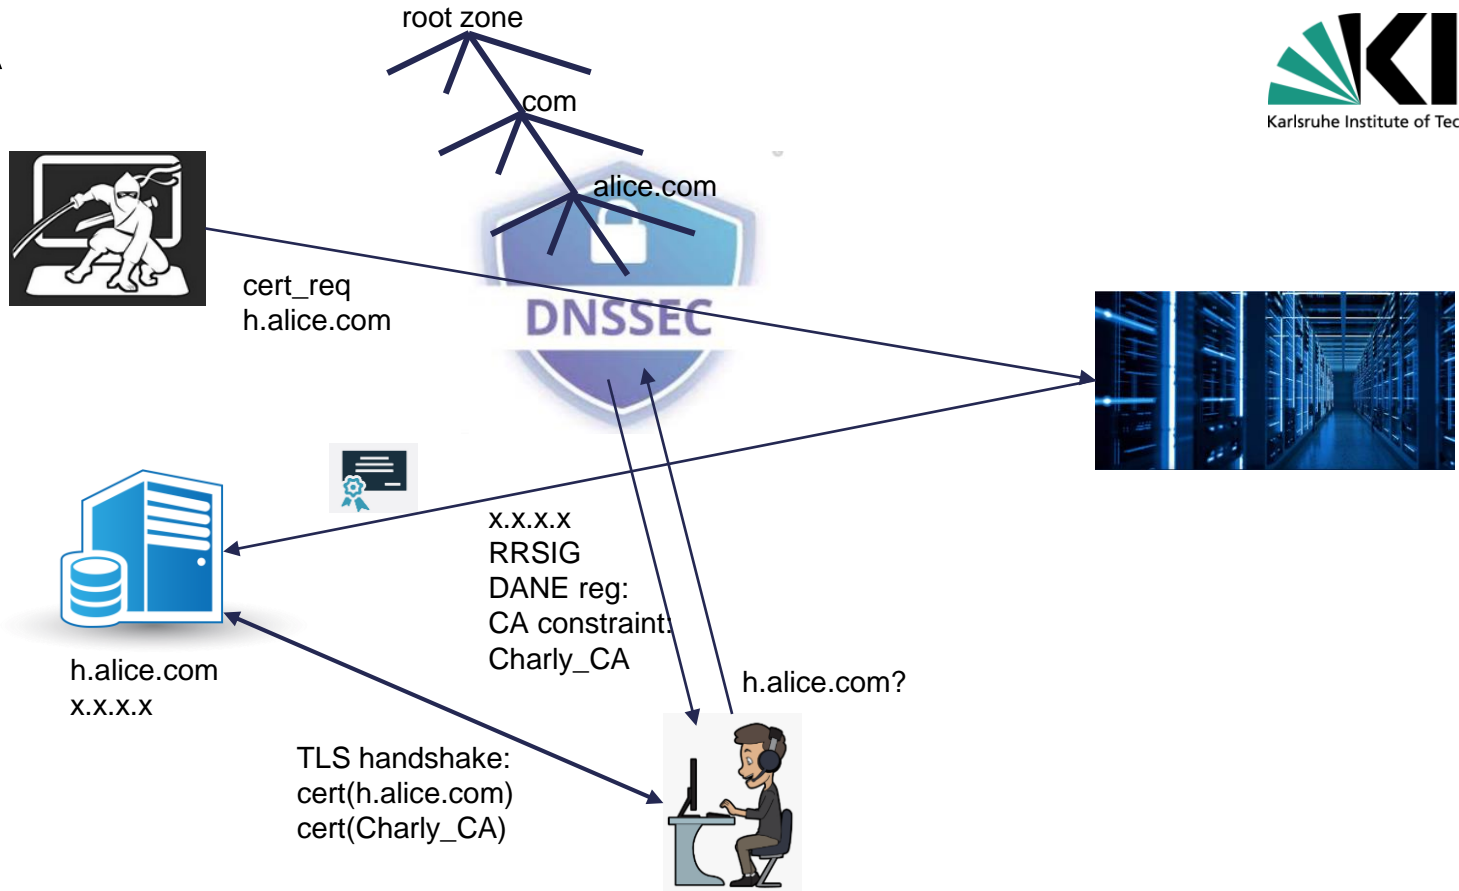 root zone
com
alice.com
Karlsruhe Institute of Tec
cert_req
h.alice.com
DNSSEC
x.x.x.x
RRSIG
DANE reg:
CA constraint:
Charly_CA
h.alice.com
x.x.x.x
h.alice.com?
TLS handshake:
cert(h.alice.com)
cert(Charly_CA)